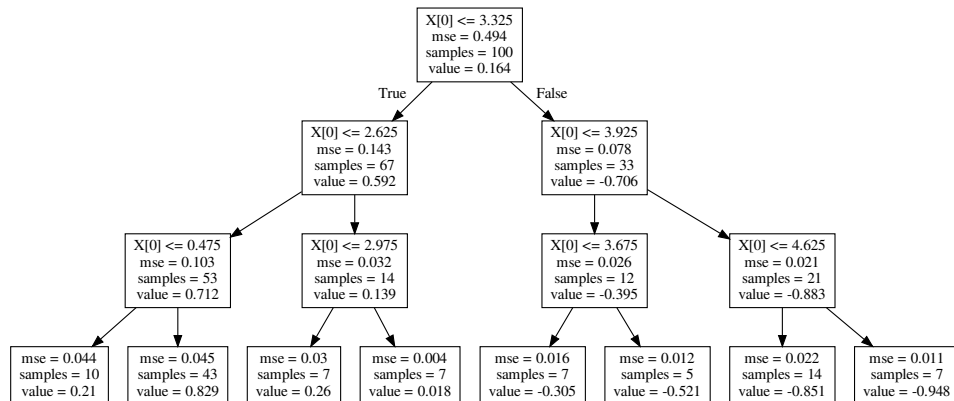 X[0] <= 3.325
mse = 0.494
samples = 100
value = 0.164
True
False
X[0] <= 2.625
mse = 0.143
samples = 67
value = 0.592
X[0] <= 3.925
mse = 0.078
samples = 33
value = -0.706
X[0] <= 0.475
mse = 0.103
samples = 53
value = 0.712
X[0] <= 2.975
mse = 0.032
samples = 14
value = 0.139
X[0] <= 3.675
mse = 0.026
samples = 12
value = -0.395
X[0] <= 4.625
mse = 0.021
samples = 21
value = -0.883
mse = 0.044
samples = 10
value = 0.21
mse = 0.045
samples = 43
value = 0.829
mse = 0.03
samples = 7
value = 0.26
mse = 0.004
samples = 7
value = 0.018
mse = 0.016
samples = 7
value = -0.305
mse = 0.012
samples = 5
value = -0.521
mse = 0.022
samples = 14
value = -0.851
mse = 0.011
samples = 7
value = -0.948